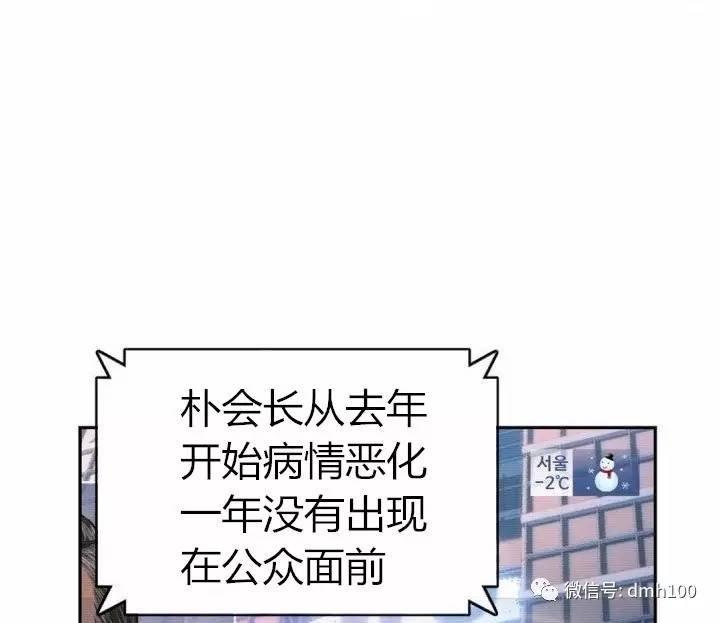 朴会长从去年
开始病情恶化
一年没有出现
在公众面前
서울
-2℃
微信号: dmh100